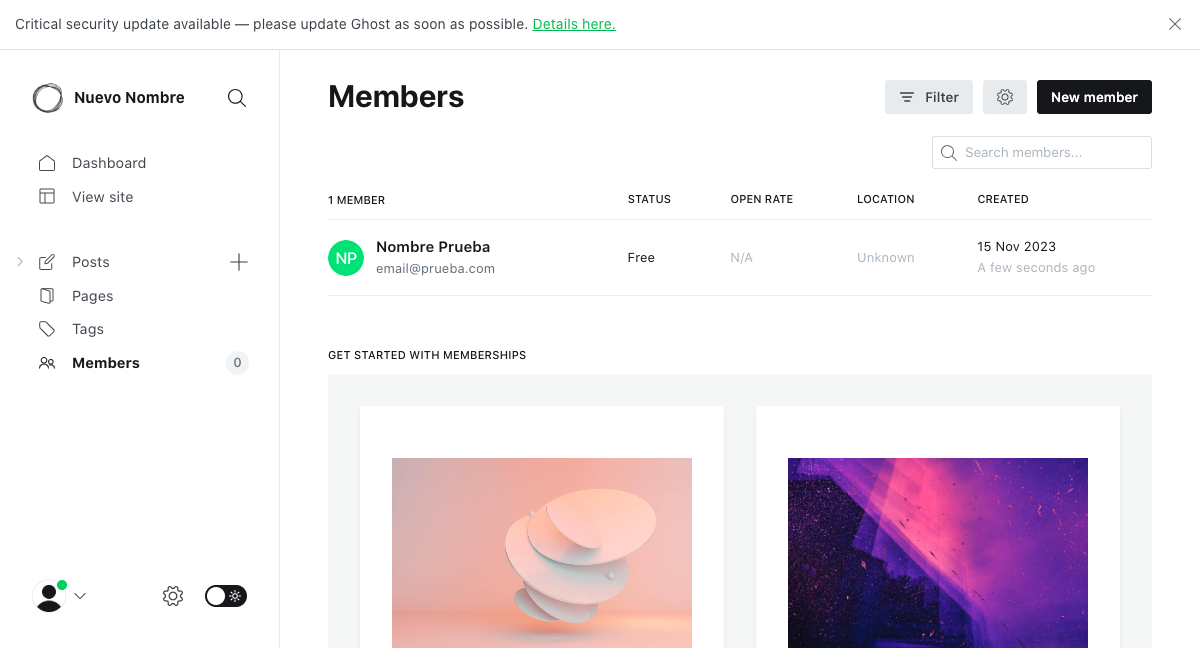 Critical security update available — please update Ghost as soon as possible. Details here.
Nuevo Nombre
Dashboard
View site
Posts
Pages
Tags
Members 0
Members
Filter
New member
Search members...
1 MEMBER STATUS OPEN RATE LOCATION CREATED
NP
Nombre Prueba
email@prueba.com
Free
N/A
Unknown
15 Nov 2023
A few seconds ago
GET STARTED WITH MEMBERSHIPS